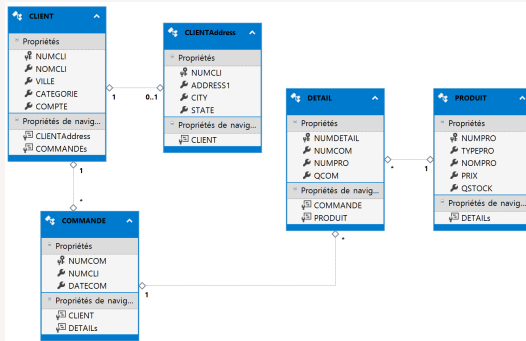 CLIENT
Propriétés
NUMCLI
NOMCLI
VILLE
CATEGORIE
COMPTE
Propriétés de navig...
CLIENTAddress
COMMANDEs
1
0..1
CLIENTAddress
Propriétés
NUMCLI
ADDRESS1
CITY
STATE
Propriétés de navig...
CLIENT
1
*
COMMANDE
Propriétés
NUMCOM
NUMCLI
DATECOM
Propriétés de navig...
CLIENT
DETAILs
1
*
DETAIL
Propriétés
NUMDETAIL
NUMCOM
NUMPRO
QCOM
Propriétés de navig...
COMMANDE
PRODUIT
*
1
PRODUIT
Propriétés
NUMPRO
TYPEPRO
NOMPRO
PRIX
QSTOCK
Propriétés de navig...
DETAILs